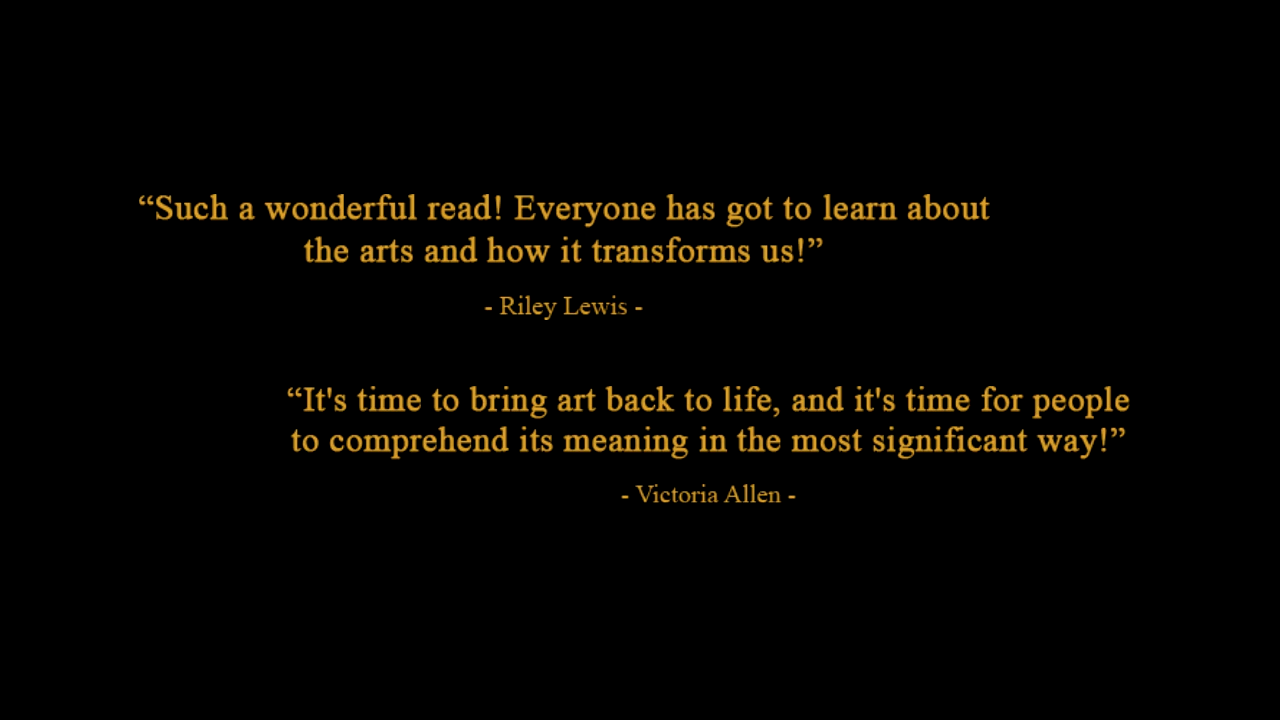 “Such a wonderful read! Everyone has got to learn about
the arts and how it transforms us!”
- Riley Lewis -
“It's time to bring art back to life, and it's time for people
to comprehend its meaning in the most significant way!”
- Victoria Allen -